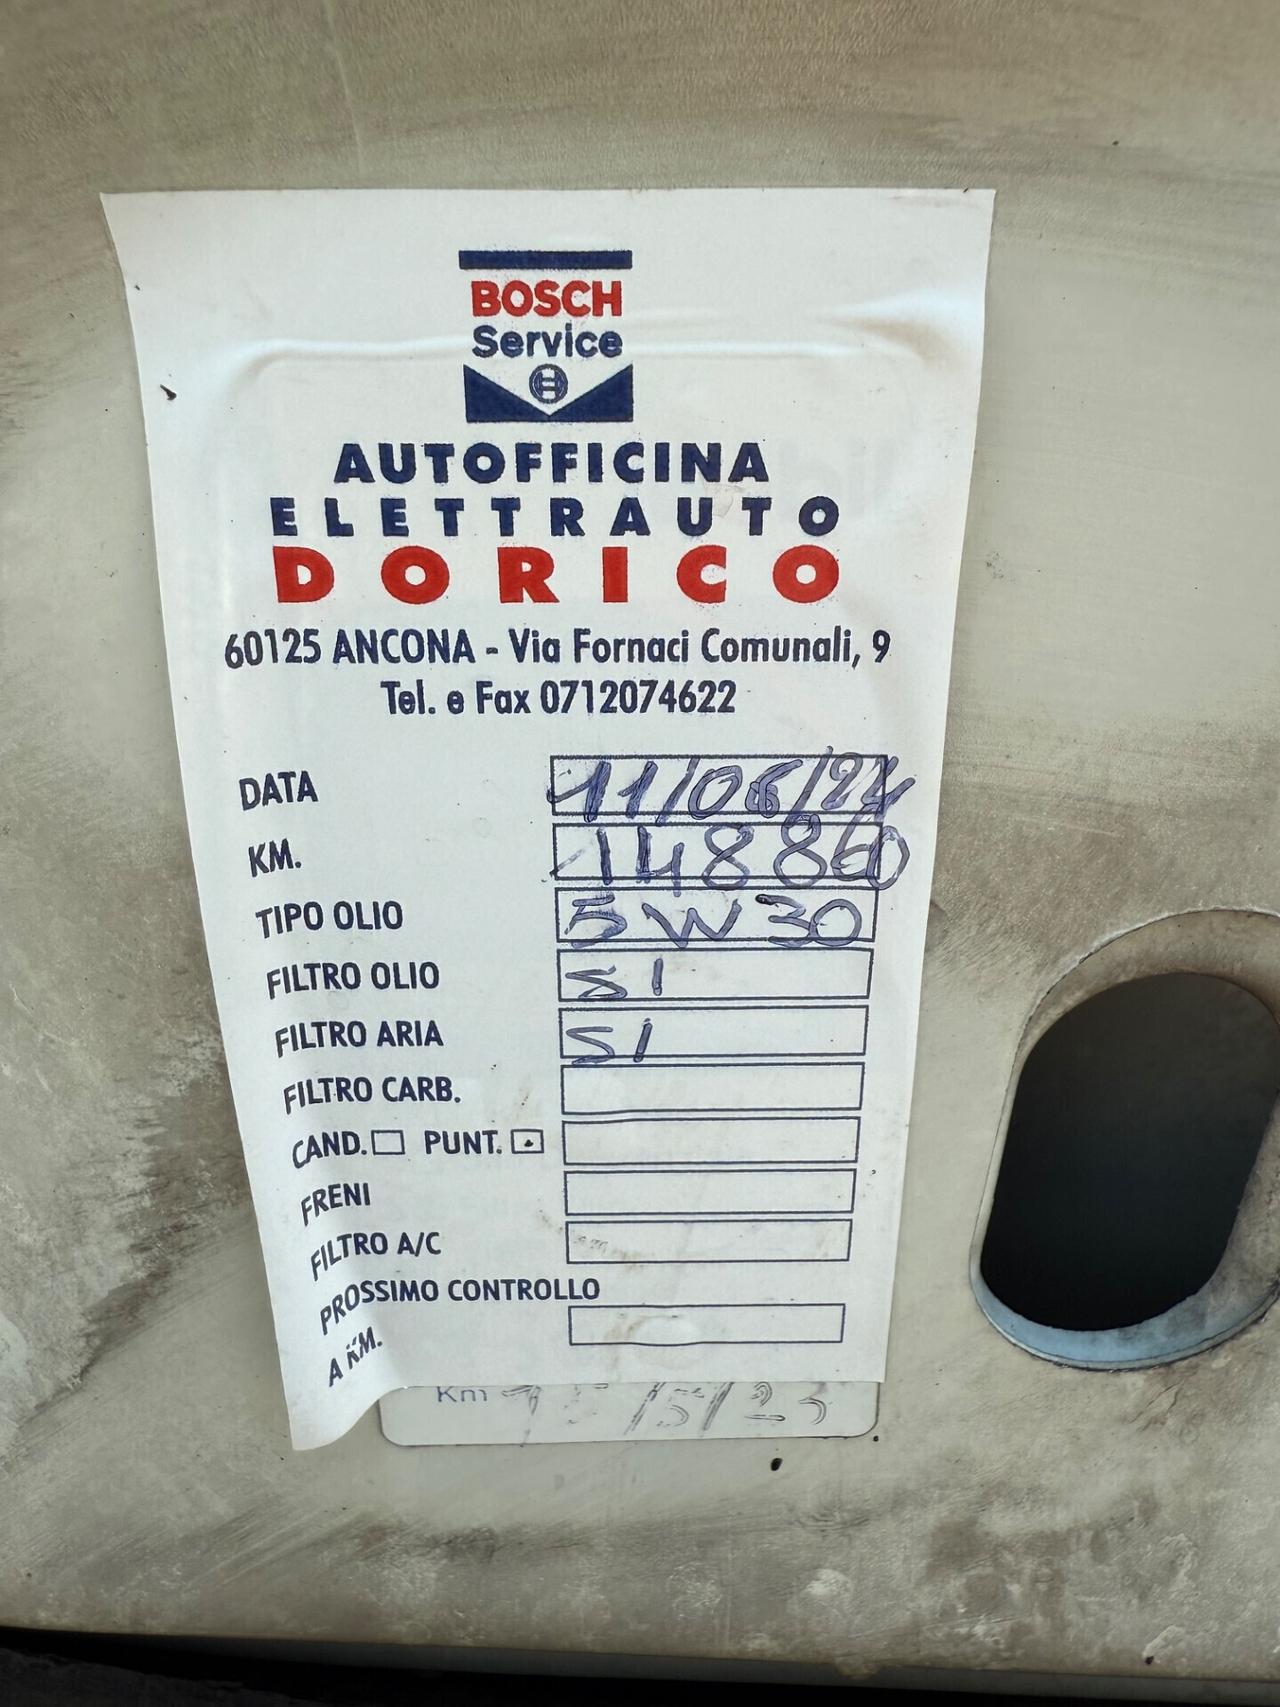 BOSCH
Service
AUTOFFICINA
ELETTRAUTO
DORICO
60125 ANCONA - Via Fornaci Comunali, 9
Tel. e Fax 0712074622
DATA 11/06/24
KM. 148860
TIPO OLIO 5W30
FILTRO OLIO SI
FILTRO ARIA SI
FILTRO CARB.
CAND. PUNT.
FRENI
FILTRO A/C
PROSSIMO CONTROLLO
A KM.
Km